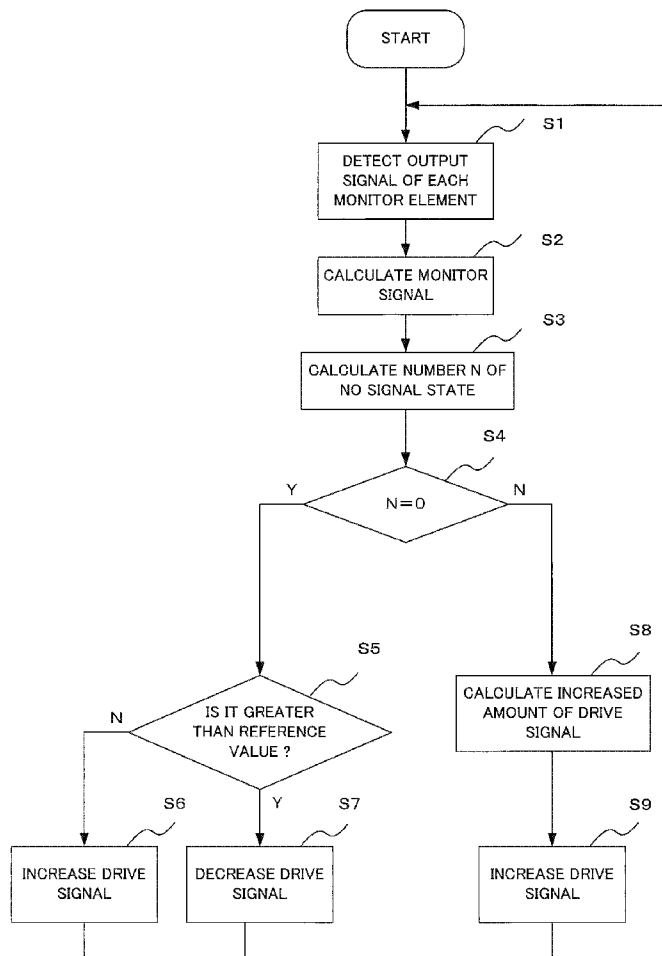 START
S1
DETECT OUTPUT
SIGNAL OF EACH
MONITOR ELEMENT
S2
CALCULATE MONITOR
SIGNAL
S3
CALCULATE NUMBER N OF
NO SIGNAL STATE
S4
Y
N=0
N
S5
IS IT GREATER
THAN REFERENCE
VALUE ?
N
Y
S8
CALCULATE INCREASED
AMOUNT OF DRIVE
SIGNAL
S6
INCREASE DRIVE
SIGNAL
S7
DECREASE DRIVE
SIGNAL
S9
INCREASE DRIVE
SIGNAL